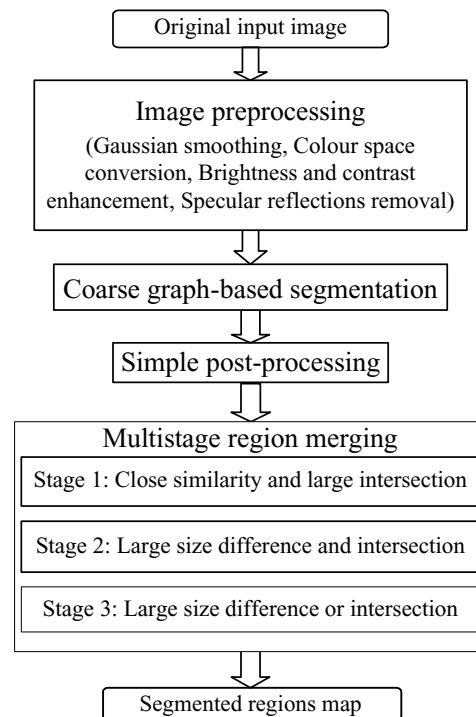 Original input image
Image preprocessing
(Gaussian smoothing, Colour space
conversion, Brightness and contrast
enhancement, Specular reflections removal)
Coarse graph-based segmentation
Simple post-processing
Multistage region merging
Stage 1: Close similarity and large intersection
Stage 2: Large size difference and intersection
Stage 3: Large size difference or intersection
Segmented regions map